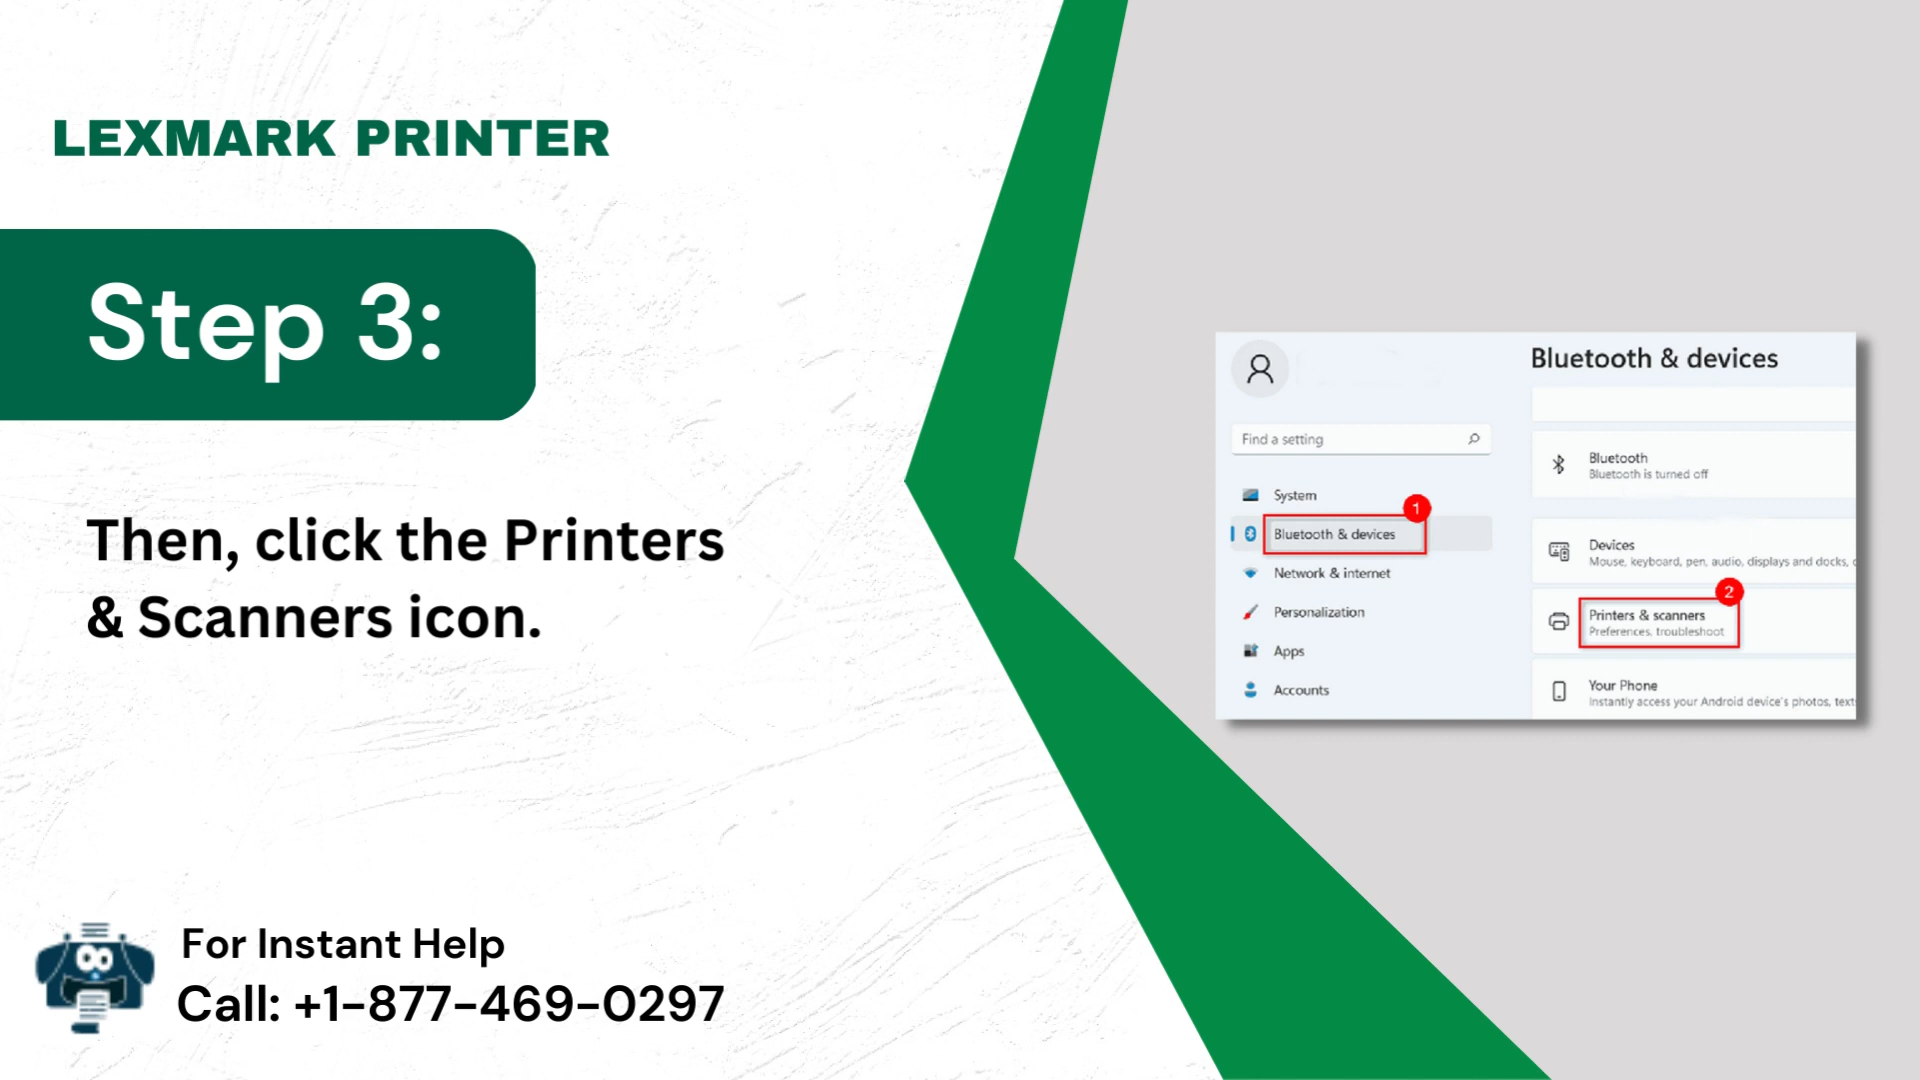 LEXMARK PRINTER
Step 3:
Then, click the Printers
& Scanners icon.
For Instant Help
Call: +1-877-469-0297
Find a setting
System
1
Bluetooth & devices
Network & internet
Personalization
Apps
Accounts
Bluetooth & devices
Bluetooth
Bluetooth is turned off
Devices
Mouse, keyboard, pen, audio, displays and docks,
2
Printers & scanners
Preferences, troubleshoot
Your Phone
Instantly access your Android device's photos, text